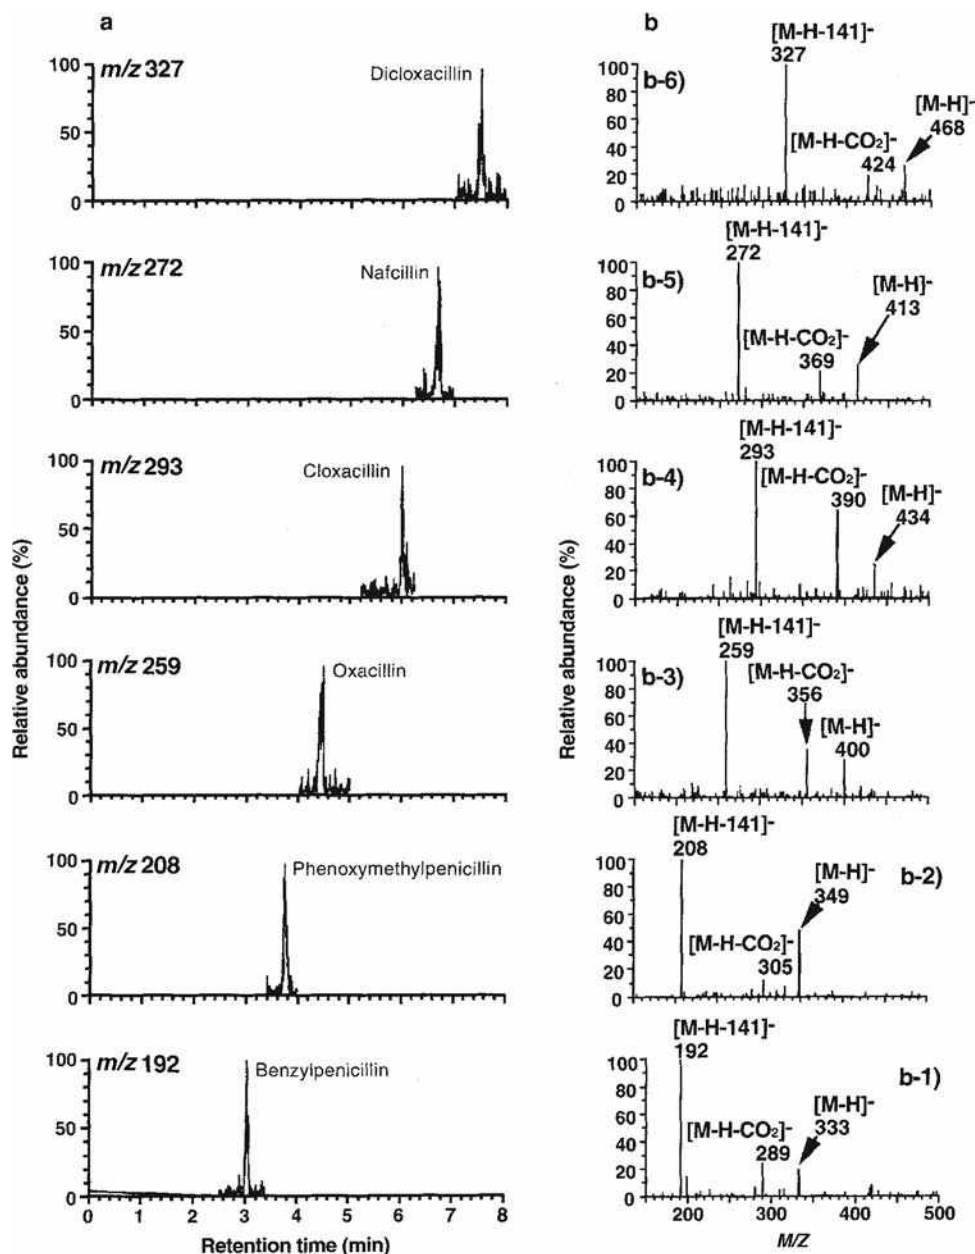 a
m/z 327
Dicloxacillin
100
50
0
m/z 272
Nafcillin
100
50
0
m/z 293
Cloxacillin
100
50
0
m/z 259
Oxacillin
100
50
0
m/z 208
Phenoxymethylpenicillin
100
50
0
m/z 192
Benzylpenicillin
100
50
0
0 1 2 3 4 5 6 7 8
Retention time (min)
Relative abundance (%)
b
b-6)
[M-H-141]-
327
[M-H-CO2]-
424
[M-H]-
468
100
80
60
40
20
0
b-5)
[M-H-141]-
272
[M-H-CO2]-
369
[M-H]-
413
100
80
60
40
20
0
b-4)
[M-H-141]-
293
[M-H-CO2]-
390
[M-H]-
434
100
80
60
40
20
0
b-3)
[M-H-141]-
259
[M-H-CO2]-
356
[M-H]-
400
100
80
60
40
20
0
b-2)
[M-H-141]-
208
[M-H-CO2]-
305
[M-H]-
349
100
80
60
40
20
0
b-1)
[M-H-141]-
192
[M-H-CO2]-
289
[M-H]-
333
100
80
60
40
20
0
200 300 400 500
M/Z
Relative abundance (%)